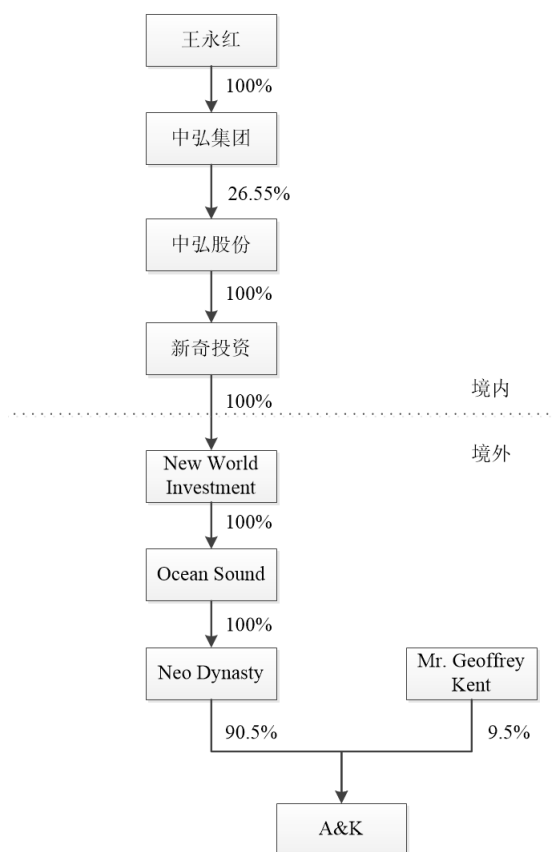 王永红
100%
中弘集团
26.55%
中弘股份
100%
新奇投资
境内
100%
境外
New World
Investment
100%
Ocean Sound
100%
Neo Dynasty
Mr. Geoffrey
Kent
90.5%
9.5%
A&K